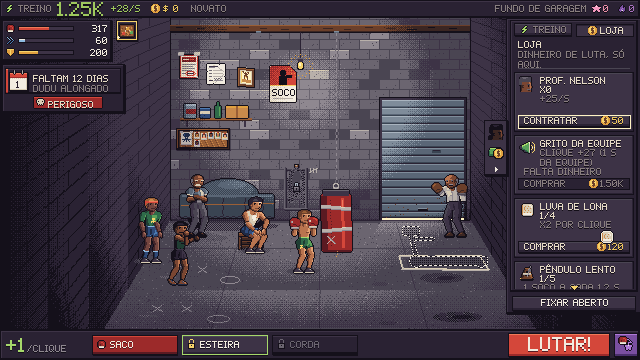 TREINO 1.25K +28/S $ 0 NOVATO
FUNDO DE GARAGEM 0 0
317
60
200
1
FALTAM 12 DIAS
DUDU ALONGADO
PERIGOSO
SOCO
TREINO
LOJA
LOJA
DINHEIRO DE LUTA. SÓ
AQUI.
PROF. NELSON
X0
+25/S
CONTRATAR $50
GRITO DA EQUIPE
CLIQUE +27 (1 S
DA EQUIPE)
FALTA DINHEIRO
COMPRAR $1.50K
LUVA DE LONA
1/4
X2 POR CLIQUE
COMPRAR $120
PÊNDULO LENTO
1/5
FIXAR ABERTO
+1/CLIQUE
SACO
ESTEIRA
CORDA
LUTAR!